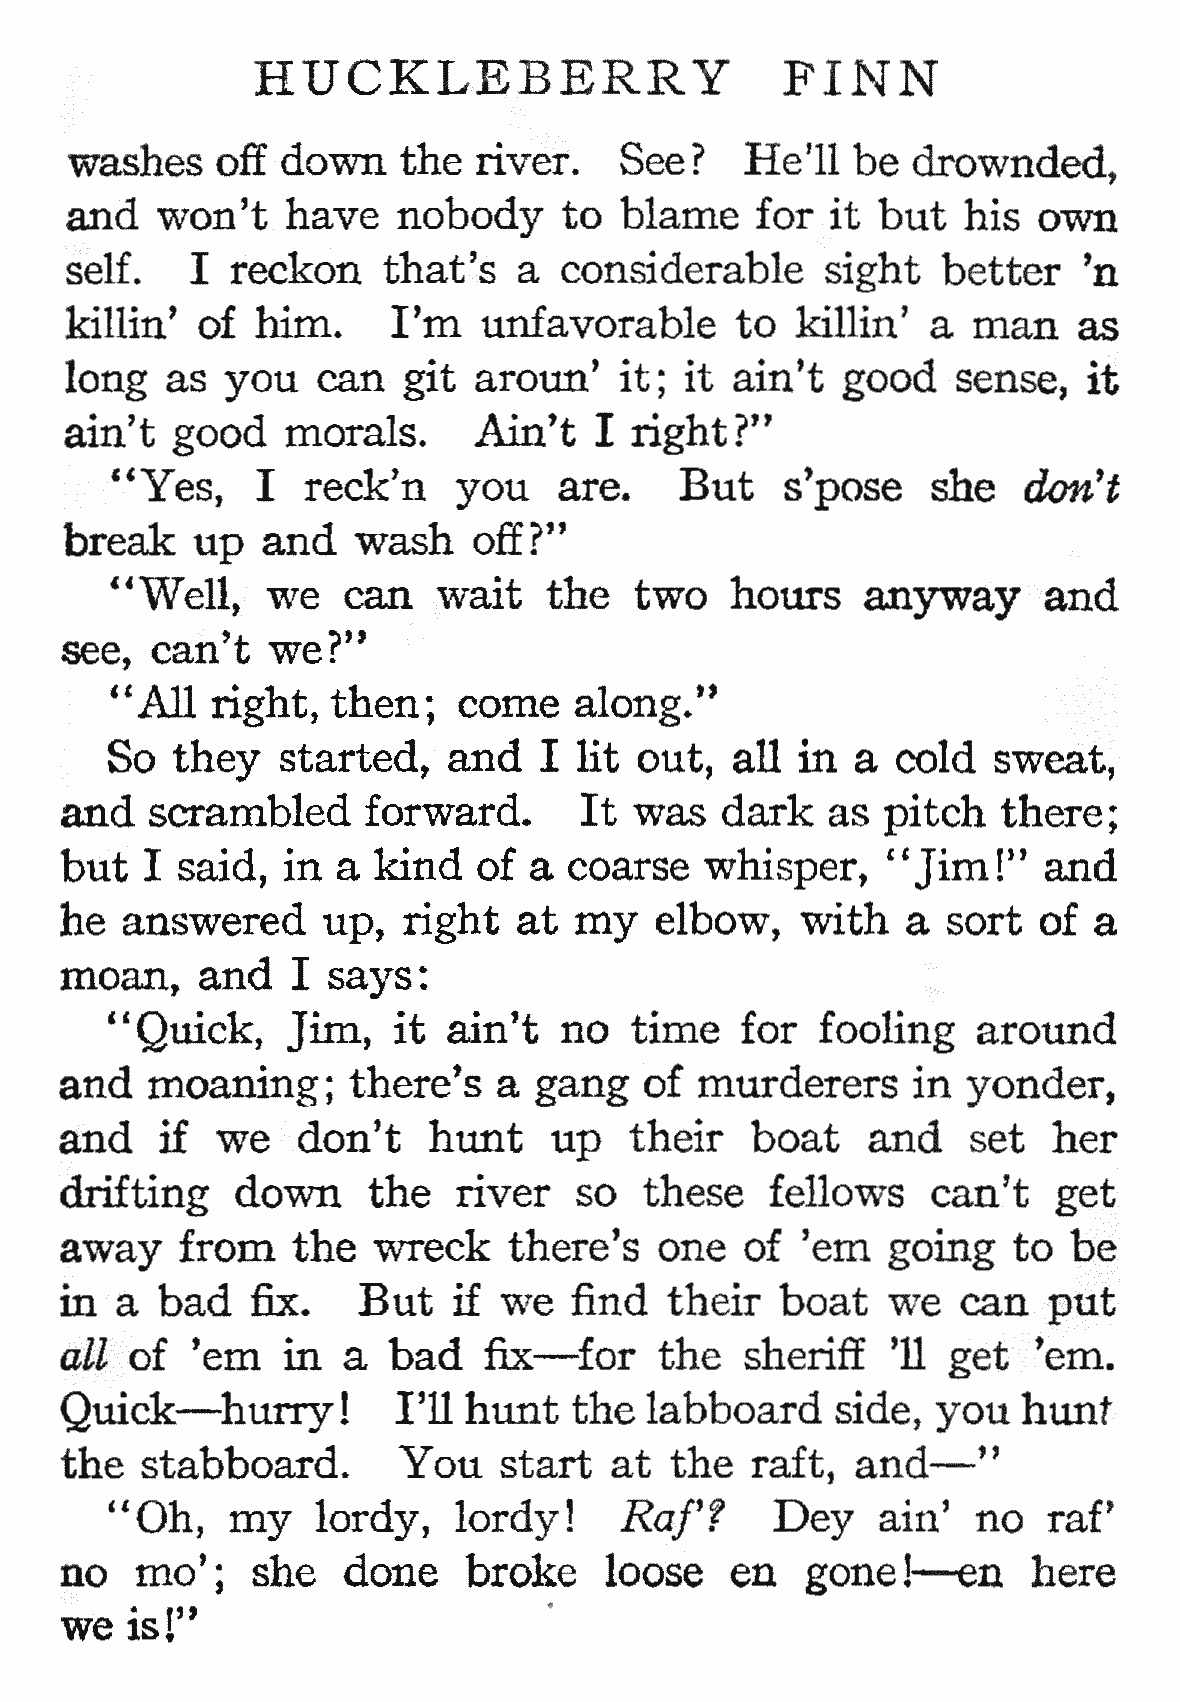 HUCKLEBERRY FINN
washes off down the river. See? He'll be drownded,
and won't have nobody to blame for it but his own
self. I reckon that's a considerable sight better 'n
killin' of him. I'm unfavorable to killin' a man as
long as you can git aroun' it; it ain't good sense, it
ain't good morals. Ain't I right?"
"Yes, I reck'n you are. But s'pose she don't
break up and wash off?"
"Well, we can wait the two hours anyway and
see, can't we?"
"All right, then; come along."
So they started, and I lit out, all in a cold sweat,
and scrambled forward. It was dark as pitch there;
but I said, in a kind of a coarse whisper, "Jim!" and
he answered up, right at my elbow, with a sort of a
moan, and I says:
"Quick, Jim, it ain't no time for fooling around
and moaning; there's a gang of murderers in yonder,
and if we don't hunt up their boat and set her
drifting down the river so these fellows can't get
away from the wreck there's one of 'em going to be
in a bad fix. But if we find their boat we can put
all of 'em in a bad fix—for the sheriff 'll get 'em.
Quick—hurry! I'll hunt the labboard side, you hunt
the stabboard. You start at the raft, and—"
"Oh, my lordy, lordy! Raf'? Dey ain' no raf'
no mo'; she done broke loose en gone!—en here
we is!"